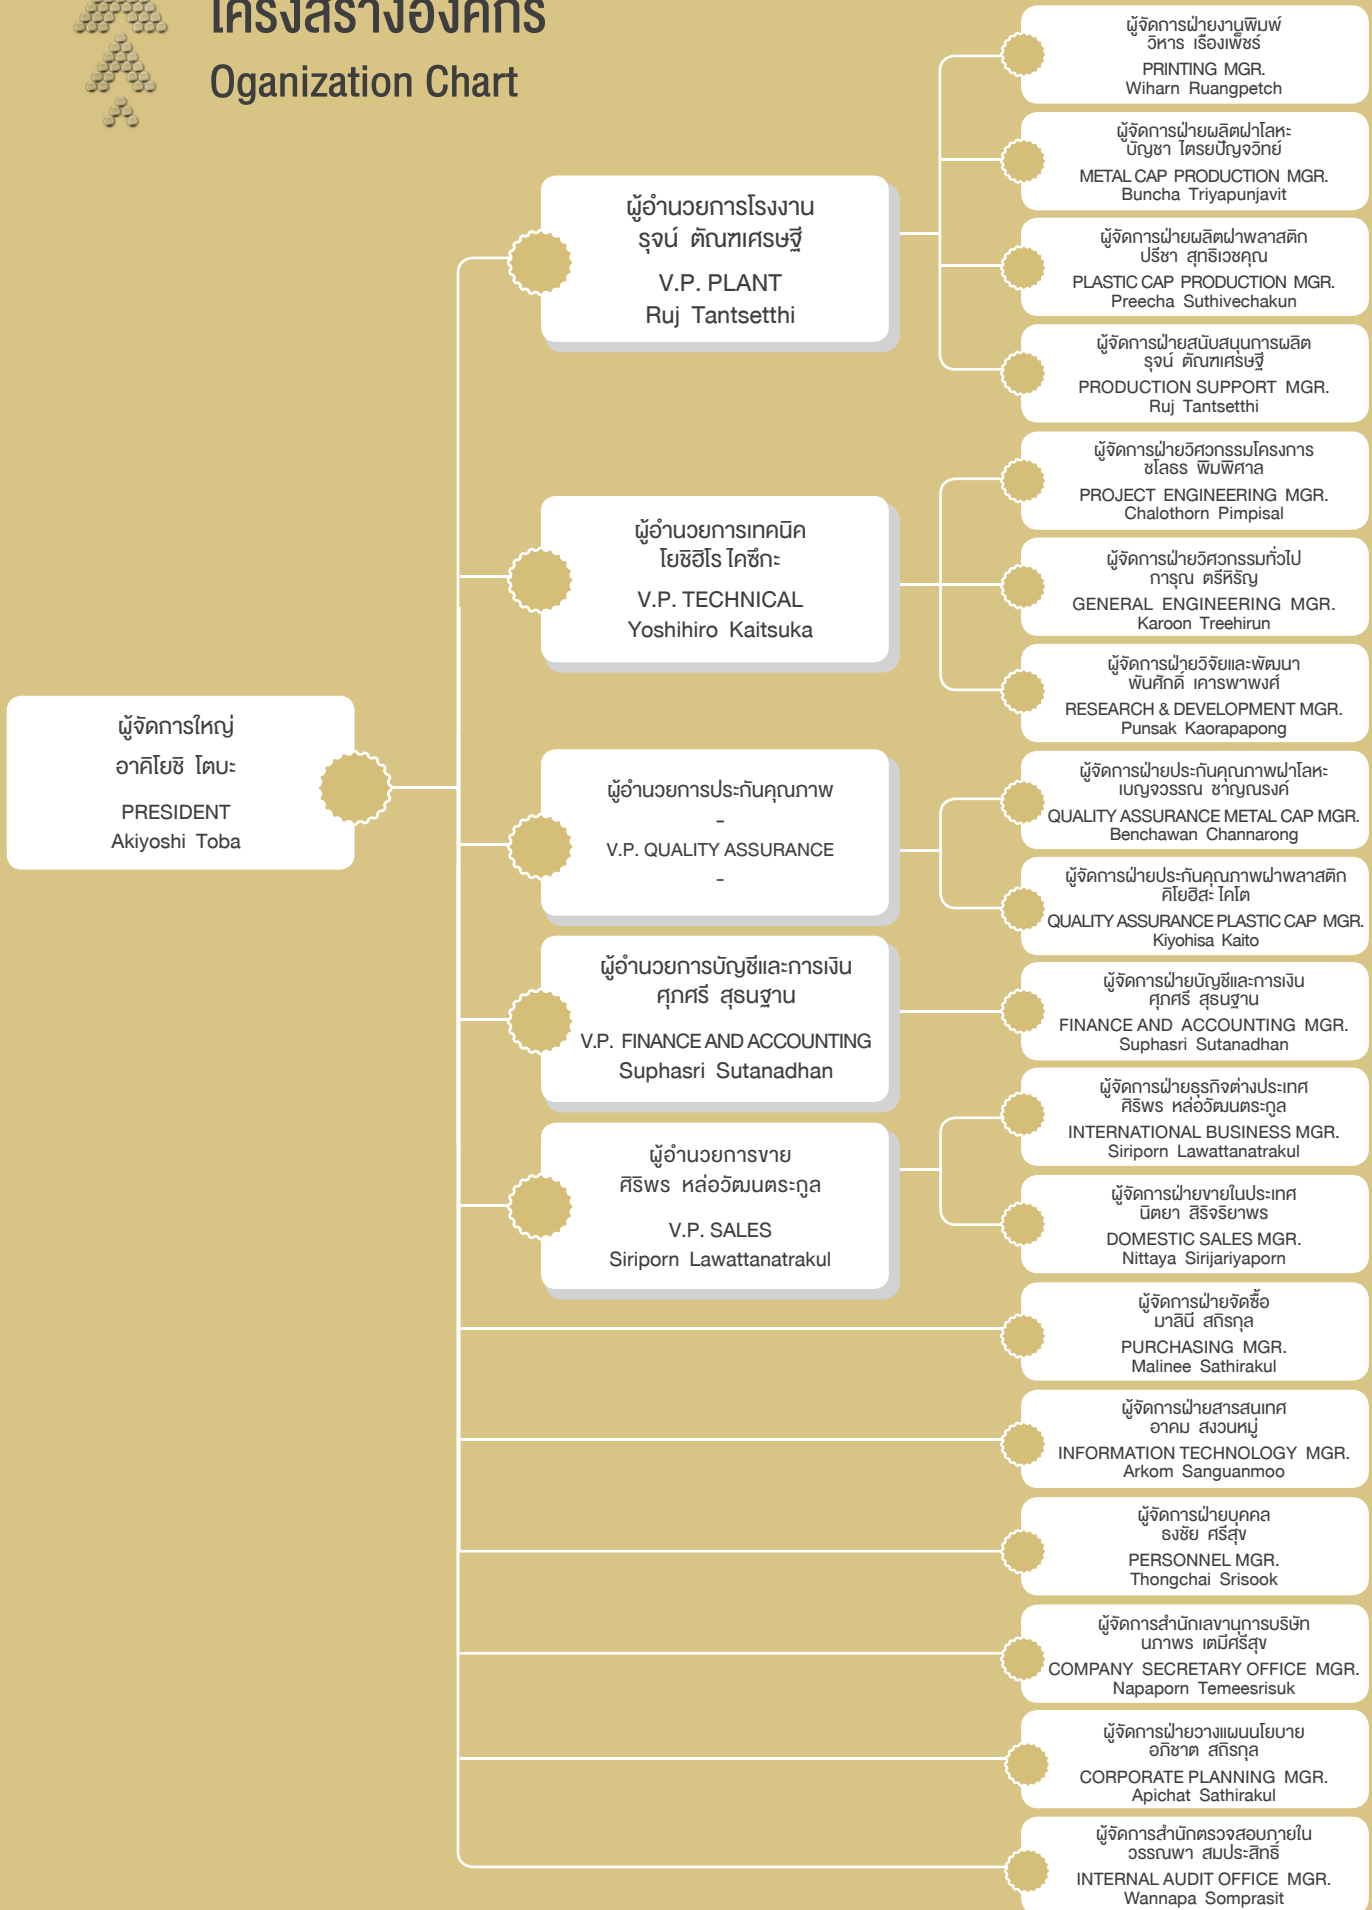 โครงสร้างองค์กร
Oganization Chart
ผู้จัดการใหญ่
อาคิโยชิ โตบะ
PRESIDENT
Akiyoshi Toba
ผู้อำนวยการโรงงาน
รุจน์ ตัณฑเศรษฐี
V.P. PLANT
Ruj Tantsetthi
ผู้อำนวยการเทคนิค
โยชิฮิโร ไคซึกะ
V.P. TECHNICAL
Yoshihiro Kaitsuka
ผู้อำนวยการประกันคุณภาพ
-
V.P. QUALITY ASSURANCE
-
ผู้อำนวยการบัญชีและการเงิน
ศุภศรี สุธนฐาน
V.P. FINANCE AND ACCOUNTING
Suphasri Sutanadhan
ผู้อำนวยการขาย
ศิริพร หล่อวัฒนตระกูล
V.P. SALES
Siriporn Lawattanatrakul
ผู้จัดการฝ่ายงานพิมพ์
วิหาร เรืองเพ็ชร์
PRINTING MGR.
Wiharn Ruangpetch
ผู้จัดการฝ่ายผลิตฝาโลหะ
บัญชา ไตรยปัญจวิทย์
METAL CAP PRODUCTION MGR.
Buncha Triyapunjavit
ผู้จัดการฝ่ายผลิตฝาพลาสติก
ปรีชา สุทธิเวชคุณ
PLASTIC CAP PRODUCTION MGR.
Preecha Suthivechakun
ผู้จัดการฝ่ายสนับสนุนการผลิต
รุจน์ ตัณฑเศรษฐี
PRODUCTION SUPPORT MGR.
Ruj Tantsetthi
ผู้จัดการฝ่ายวิศวกรรมโครงการ
ชโลธร พิมพิศาล
PROJECT ENGINEERING MGR.
Chalothorn Pimpisal
ผู้จัดการฝ่ายวิศวกรรมทั่วไป
การุณ ตรีหิรัญ
GENERAL ENGINEERING MGR.
Karoon Treehirun
ผู้จัดการฝ่ายวิจัยและพัฒนา
พันศักดิ์ เคารพาพงศ์
RESEARCH & DEVELOPMENT MGR.
Punsak Kaorapapong
ผู้จัดการฝ่ายประกันคุณภาพฝาโลหะ
เบญจวรรณ ชาญณรงค์
QUALITY ASSURANCE METAL CAP MGR.
Benchawan Channarong
ผู้จัดการฝ่ายประกันคุณภาพฝาพลาสติก
คิโยฮิสะ ไคโต
QUALITY ASSURANCE PLASTIC CAP MGR.
Kiyohisa Kaito
ผู้จัดการฝ่ายบัญชีและการเงิน
ศุภศรี สุธนฐาน
FINANCE AND ACCOUNTING MGR.
Suphasri Sutanadhan
ผู้จัดการฝ่ายธุรกิจต่างประเทศ
ศิริพร หล่อวัฒนตระกูล
INTERNATIONAL BUSINESS MGR.
Siriporn Lawattanatrakul
ผู้จัดการฝ่ายขายในประเทศ
นิตยา สิริจริยาพร
DOMESTIC SALES MGR.
Nittaya Sirijariyaporn
ผู้จัดการฝ่ายจัดซื้อ
มาลินี สถิรกุล
PURCHASING MGR.
Malinee Sathirakul
ผู้จัดการฝ่ายสารสนเทศ
อาคม สงวนหมู่
INFORMATION TECHNOLOGY MGR.
Arkom Sanguanmoo
ผู้จัดการฝ่ายบุคคล
ธงชัย ศรีสุข
PERSONNEL MGR.
Thongchai Srisook
ผู้จัดการสำนักเลขานุการบริษัท
นภาพร เตมีศรีสุข
COMPANY SECRETARY OFFICE MGR.
Napaporn Temeesrisuk
ผู้จัดการฝ่ายวางแผนนโยบาย
อภิชาต สถิรกุล
CORPORATE PLANNING MGR.
Apichat Sathirakul
ผู้จัดการสำนักตรวจสอบภายใน
วรรณพา สมประสิทธิ์
INTERNAL AUDIT OFFICE MGR.
Wannapa Somprasit